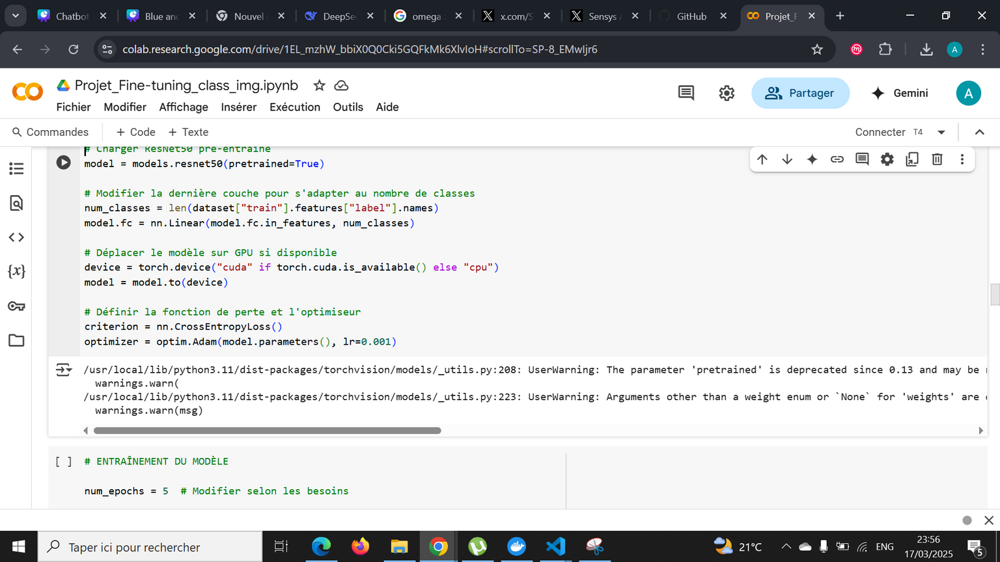 Chatbot
Blue and
Nouvel
DeepSe
omega
x.com/S
Sensys
GitHub
Projet_F
colab.research.google.com/drive/1EL_mzhW_bbiX0Q0Cki5GQFkMk6XlvIoH#scrollTo=SP-8_EMwIjr6
A
Projet_Fine-tuning_class_img.ipynb
Fichier Modifier Affichage Insérer Exécution Outils Aide
Partager
Gemini
A
Commandes + Code + Texte
Connecter T4
# Charger ResNet50 pré-entraîné
model = models.resnet50(pretrained=True)
# Modifier la dernière couche pour s'adapter au nombre de classes
num_classes = len(dataset["train"].features["label"].names)
model.fc = nn.Linear(model.fc.in_features, num_classes)
# Déplacer le modèle sur GPU si disponible
device = torch.device("cuda" if torch.cuda.is_available() else "cpu")
model = model.to(device)
# Définir la fonction de perte et l'optimiseur
criterion = nn.CrossEntropyLoss()
optimizer = optim.Adam(model.parameters(), lr=0.001)
/usr/local/lib/python3.11/dist-packages/torchvision/models/_utils.py:208: UserWarning: The parameter 'pretrained' is deprecated since 0.13 and may be
warnings.warn(
/usr/local/lib/python3.11/dist-packages/torchvision/models/_utils.py:223: UserWarning: Arguments other than a weight enum or `None` for 'weights' are
warnings.warn(msg)
[ ] # ENTRAÎNEMENT DU MODÈLE
num_epochs = 5 # Modifier selon les besoins
Taper ici pour rechercher
21°C
ENG
23:56
17/03/2025
5